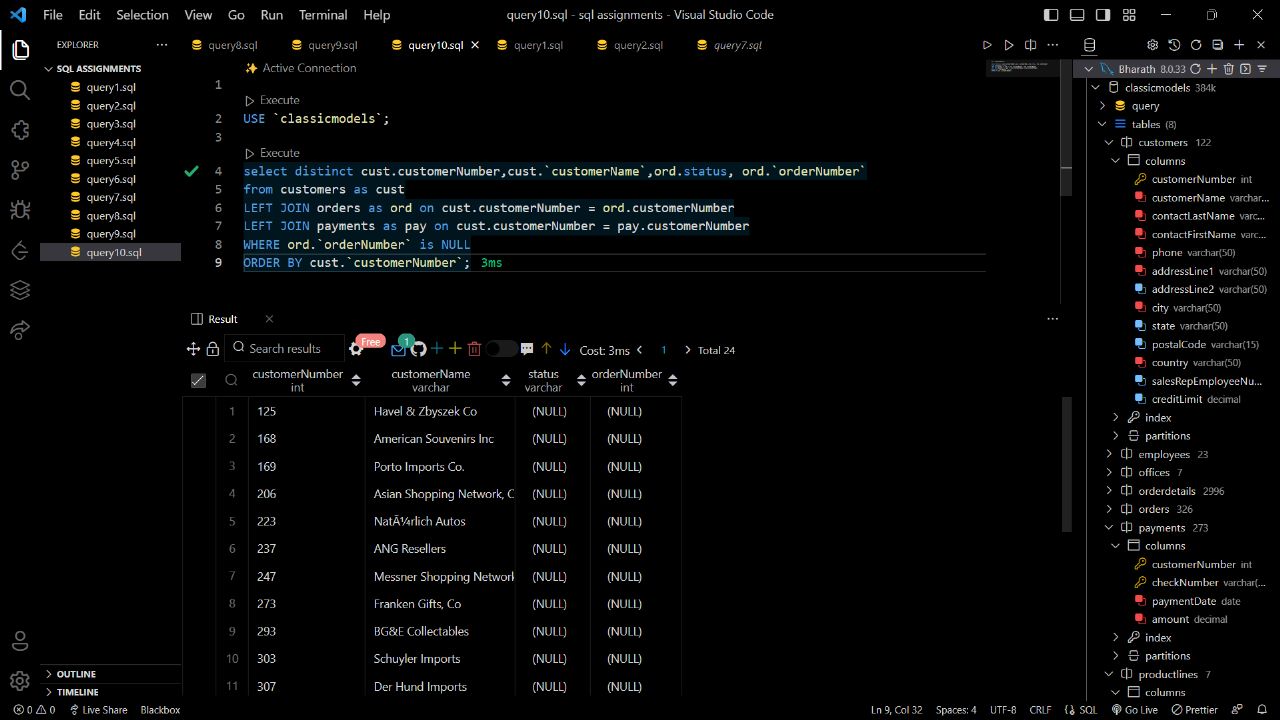 File Edit Selection View Go Run Terminal Help
query10.sql - sql assignments - Visual Studio Code
EXPLORER
SQL ASSIGNMENTS
query1.sql
query2.sql
query3.sql
query4.sql
query5.sql
query6.sql
query7.sql
query8.sql
query9.sql
query10.sql
OUTLINE
TIMELINE
query8.sql query9.sql query10.sql query1.sql query2.sql query7.sql
Active Connection
1
Execute
2 USE `classicmodels`;
3
Execute
4 select distinct cust.customerNumber,cust.`customerName`,ord.status, ord.`orderNumber`
5 from customers as cust
6 LEFT JOIN orders as ord on cust.customerNumber = ord.customerNumber
7 LEFT JOIN payments as pay on cust.customerNumber = pay.customerNumber
8 WHERE ord.`orderNumber` is NULL
9 ORDER BY cust.`customerNumber`; 3ms
Result
Search results Free 1 Cost: 3ms 1 Total 24
customerNumber customerName status orderNumber
int varchar varchar int
1 125 Havel & Zbyszek Co (NULL) (NULL)
2 168 American Souvenirs Inc (NULL) (NULL)
3 169 Porto Imports Co. (NULL) (NULL)
4 206 Asian Shopping Network, C (NULL) (NULL)
5 223 NatÃ¼rlich Autos (NULL) (NULL)
6 237 ANG Resellers (NULL) (NULL)
7 247 Messner Shopping Network (NULL) (NULL)
8 273 Franken Gifts, Co (NULL) (NULL)
9 293 BG&E Collectables (NULL) (NULL)
10 303 Schuyler Imports (NULL) (NULL)
11 307 Der Hund Imports (NULL) (NULL)
Bharath 8.0.33
classicmodels 384k
query
tables (8)
customers 122
columns
customerNumber int
customerName varchar...
contactLastName varc...
contactFirstName varc...
phone varchar(50)
addressLine1 varchar(50)
addressLine2 varchar(50)
city varchar(50)
state varchar(50)
postalCode varchar(15)
country varchar(50)
salesRepEmployeeNu...
creditLimit decimal
index
partitions
employees 23
offices 7
orderdetails 2996
orders 326
payments 273
columns
customerNumber int
checkNumber varchar(...
paymentDate date
amount decimal
index
partitions
productlines 7
columns
0 0 Live Share Blackbox
Ln 9, Col 32 Spaces: 4 UTF-8 CRLF SQL Go Live Prettier